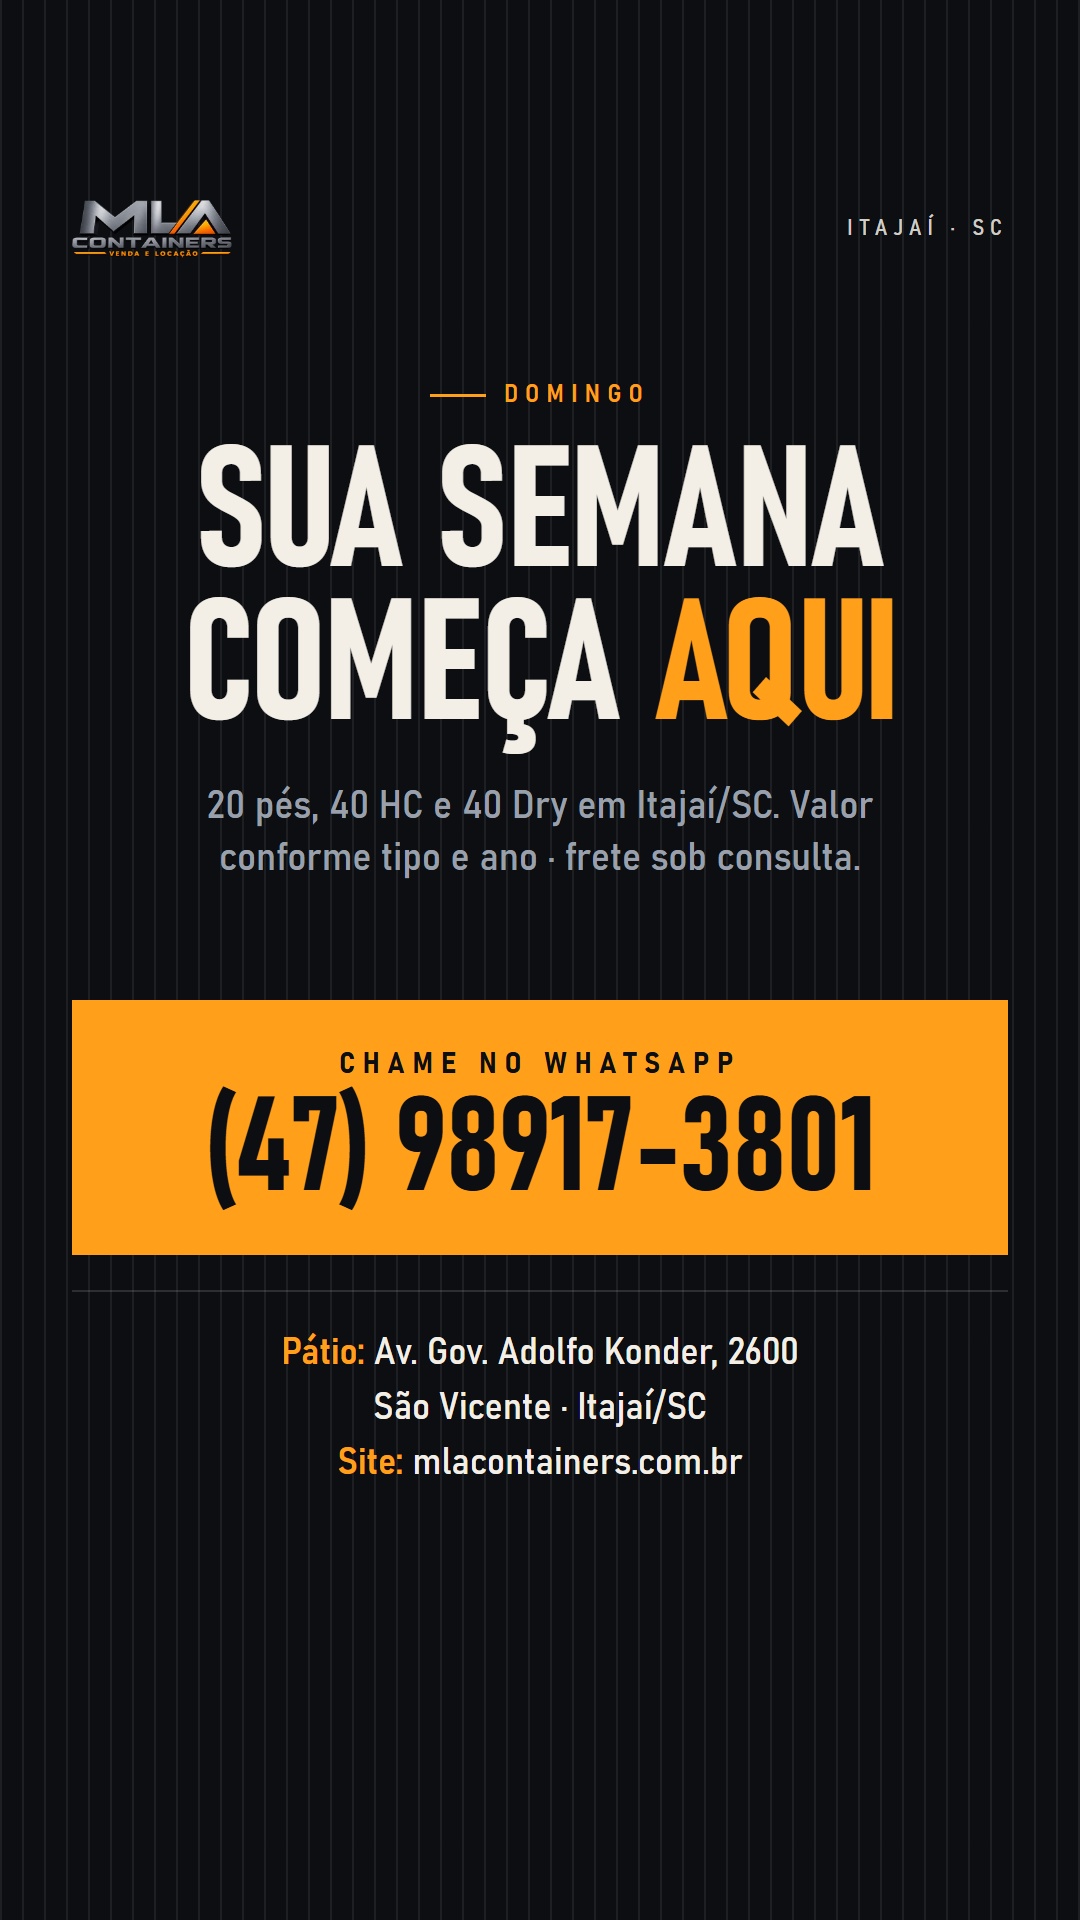 MLA
CONTAINERS
VENDA E LOCAÇÃO
ITAJAÍ · SC
DOMINGO
SUA SEMANA
COMEÇA AQUI
20 pés, 40 HC e 40 Dry em Itajaí/SC. Valor
conforme tipo e ano · frete sob consulta.
CHAME NO WHATSAPP
(47) 98917-3801
Pátio: Av. Gov. Adolfo Konder, 2600
São Vicente · Itajaí/SC
Site: mlacontainers.com.br